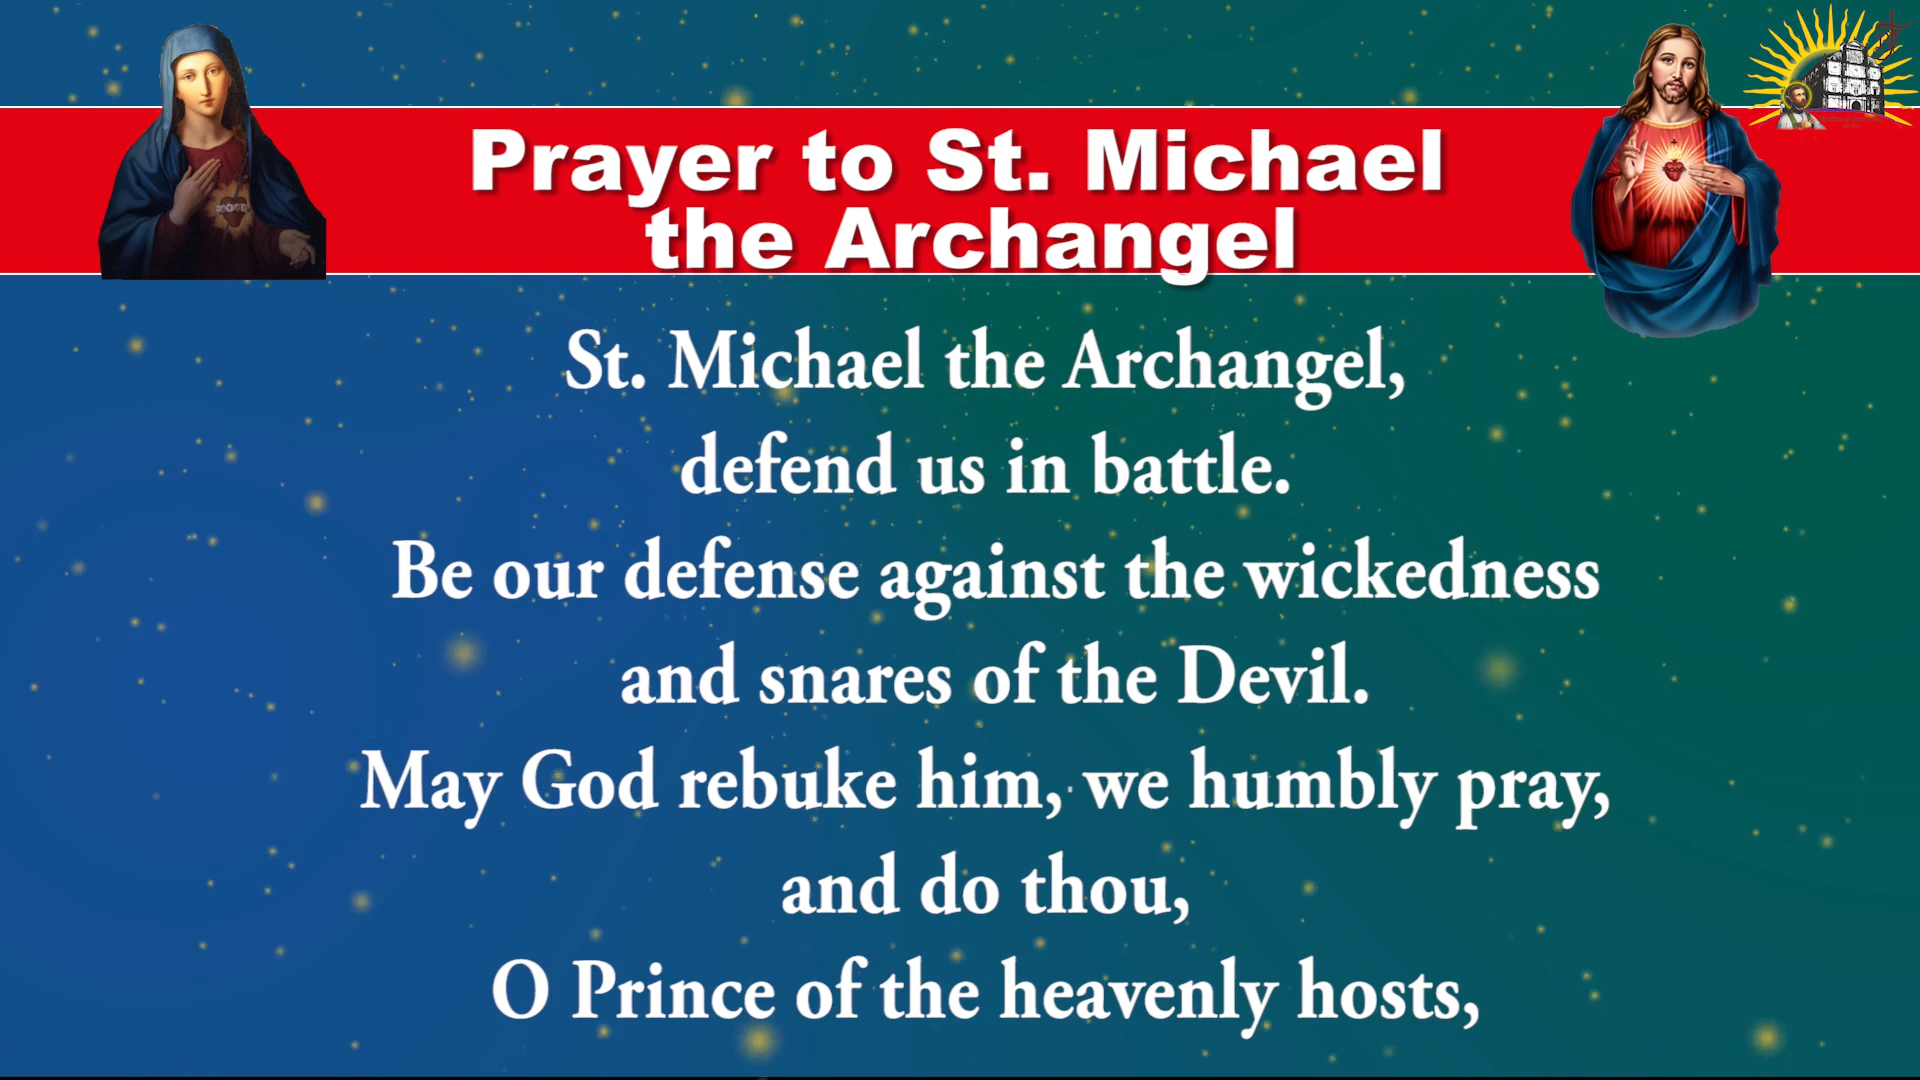 Prayer to St. Michael
the Archangel
St. Michael the Archangel,
defend us in battle.
Be our defense against the wickedness
and snares of the Devil.
May God rebuke him, we humbly pray,
and do thou,
O Prince of the heavenly hosts,